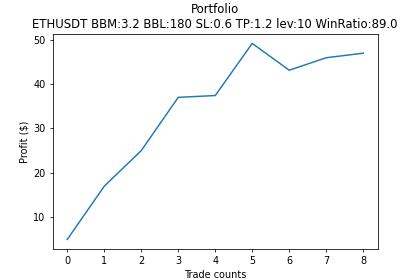 Portfolio
ETHUSDT BBM:3.2 BBL:180 SL:0.6 TP:1.2 lev:10 WinRatio:89.0
50
40
30
20
10
Profit ($)
0 1 2 3 4 5 6 7 8
Trade counts